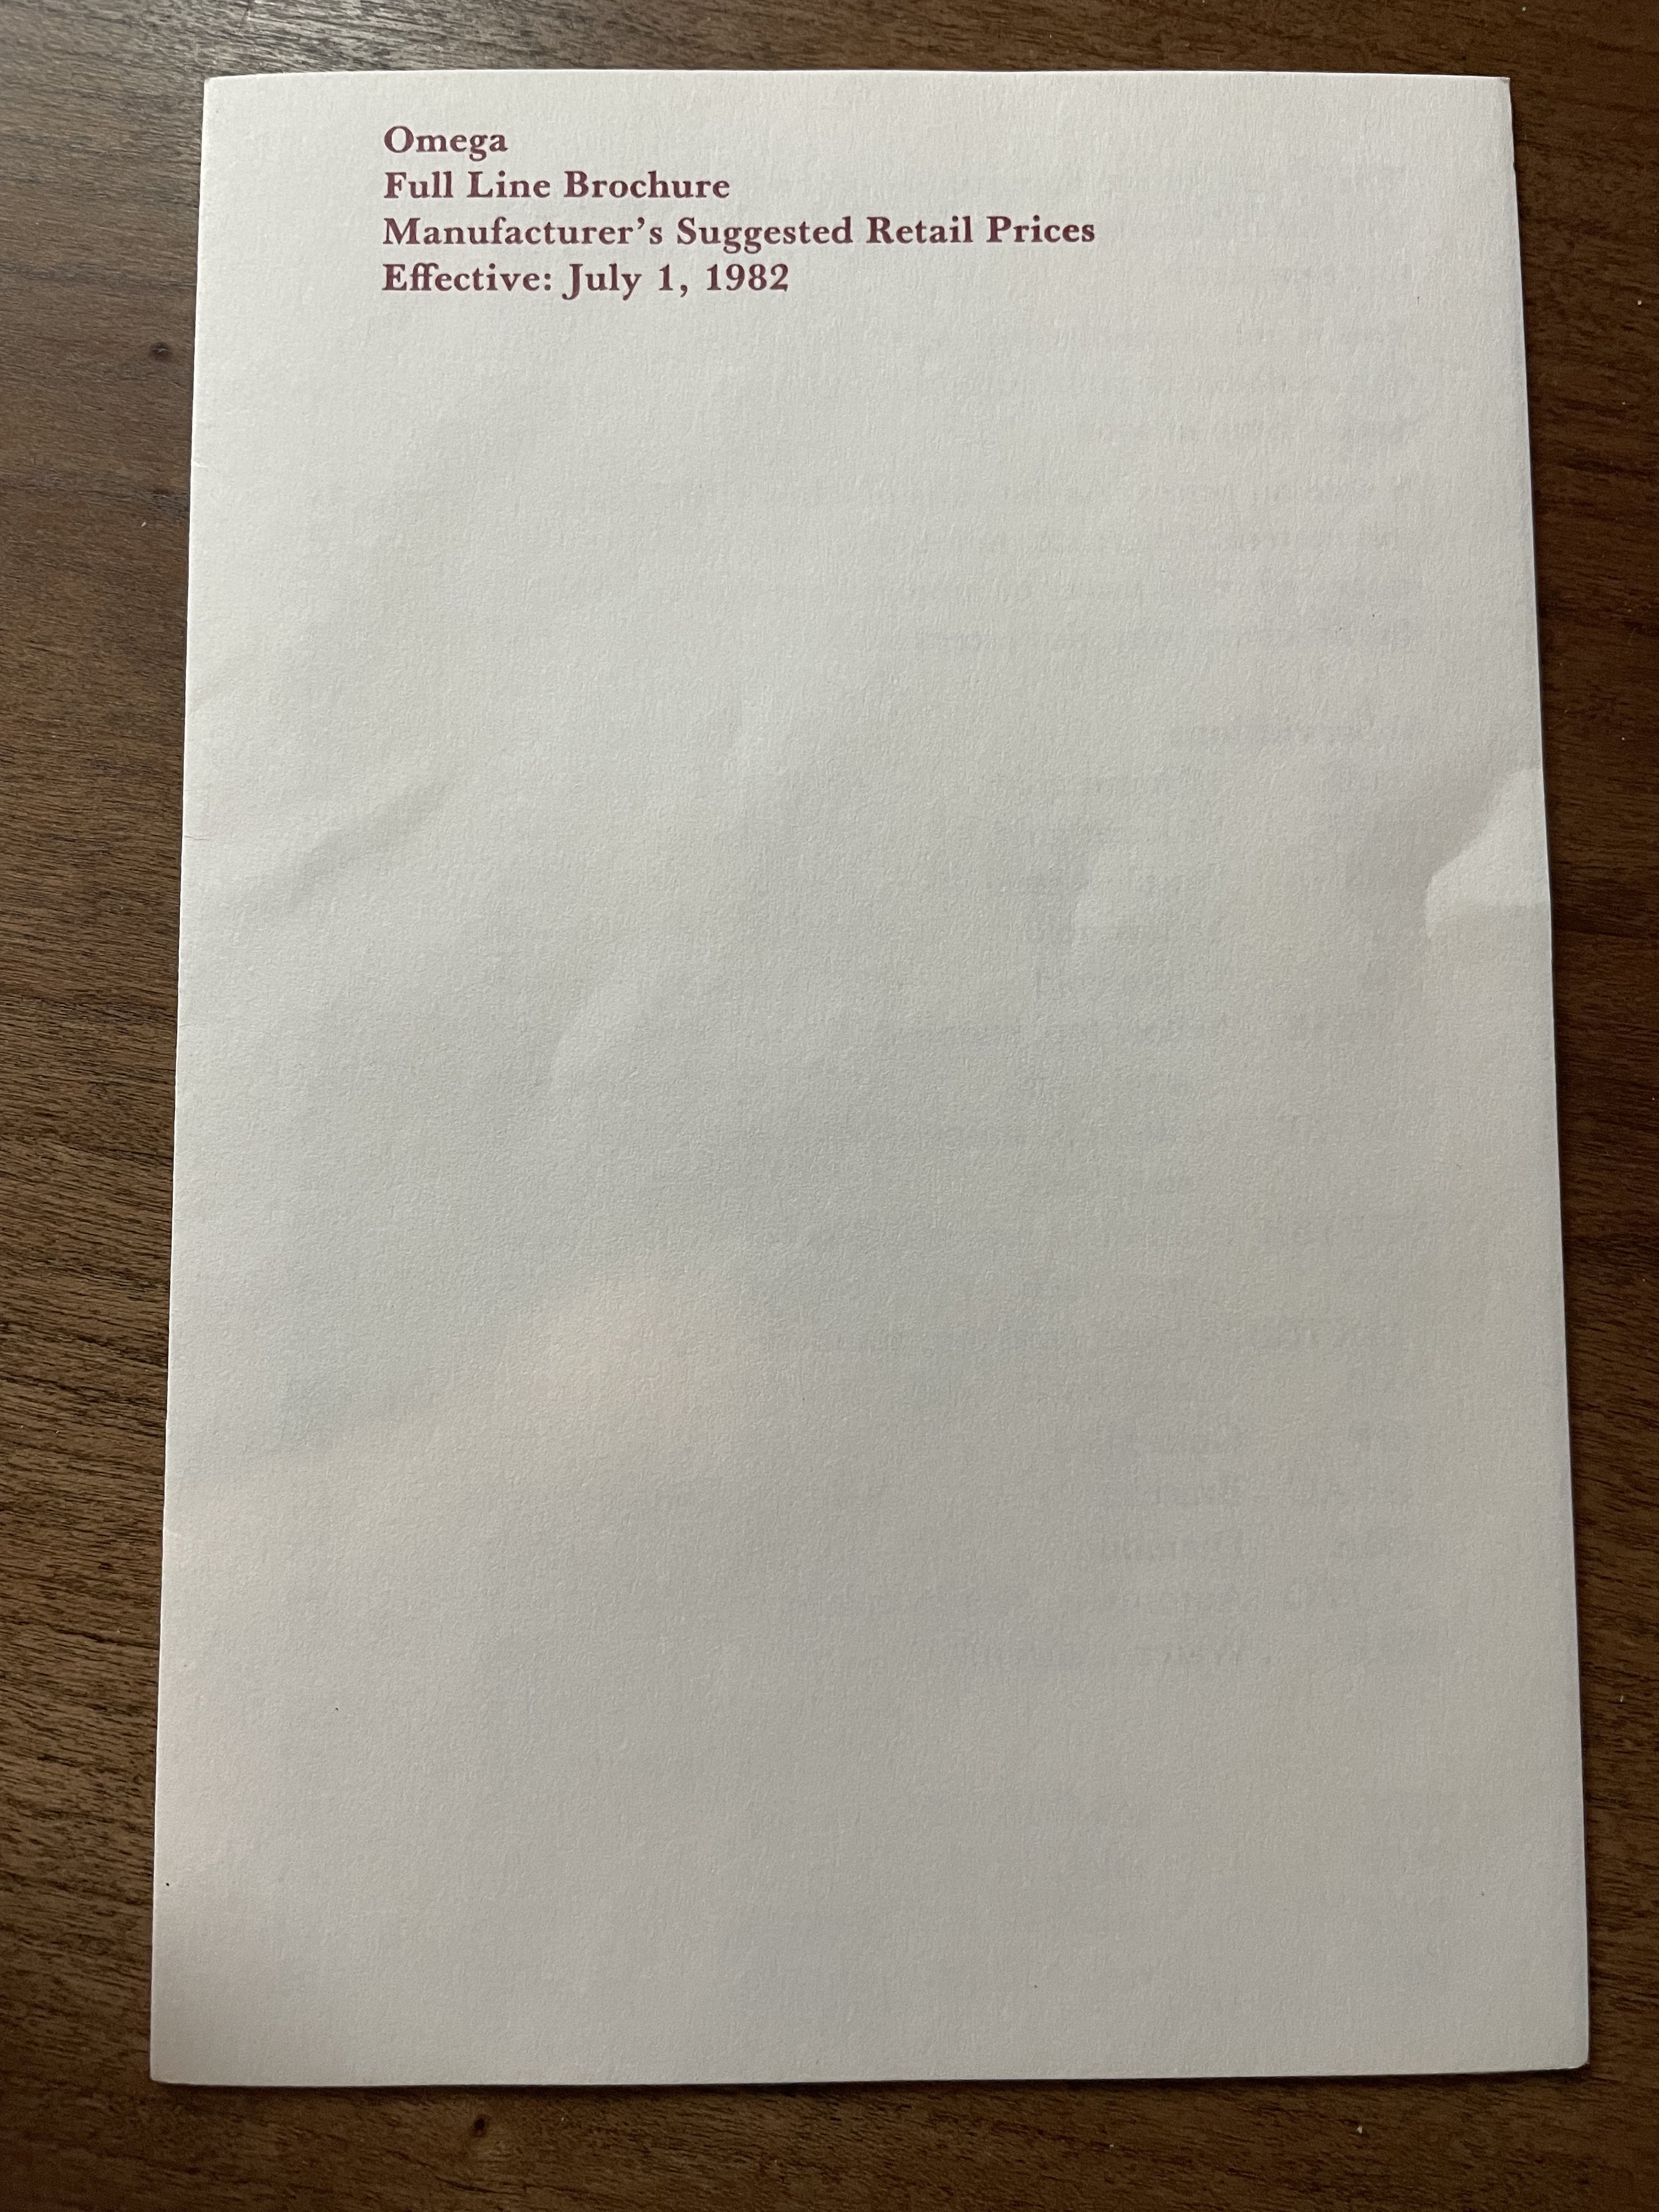 Omega
Full Line Brochure
Manufacturer’s Suggested Retail Prices
Effective: July 1, 1982